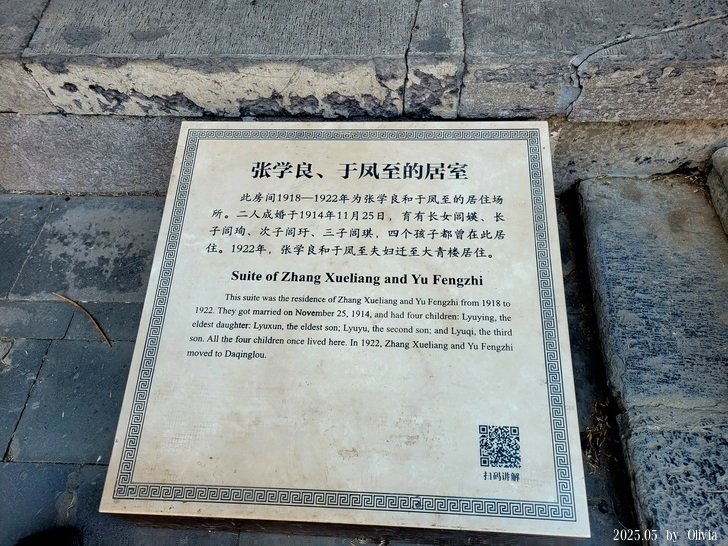 张学良、于凤至的居室
此房间1918—1922年为张学良和于凤至的居住场
所。二人成婚于1914年11月25日，育有长女闾媖、长
子闾珣、次子闾玗、三子闾琪，四个孩子都曾在此居
住。1922年，张学良和于凤至夫妇迁至大青楼居住。
Suite of Zhang Xueliang and Yu Fengzhi
This suite was the residence of Zhang Xueliang and Yu Fengzhi from 1918 to
1922. They got married on November 25, 1914, and had four children: Lyuying, the
eldest daughter: Lyuxun, the eldest son; Lyuyu, the second son; and Lyuqi, the third
son. All the four children once lived here. In 1922, Zhang Xueliang and Yu Fengzhi
moved to Daqinglou.
扫码讲解
2025.05 by Olivia